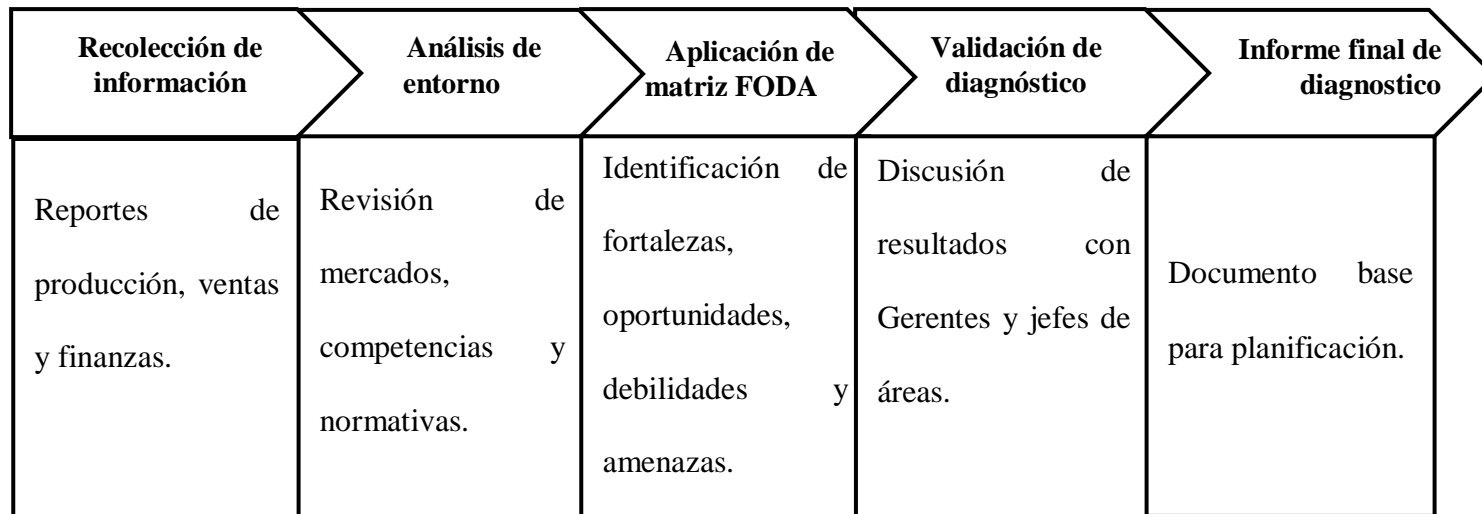 Recolección de
información
Análisis de
entorno
Aplicación de
matriz FODA
Validación de
diagnóstico
Informe final de
diagnostico
Reportes de
producción, ventas
y finanzas.
Revisión de
mercados,
competencias y
normativas.
Identificación de
fortalezas,
oportunidades,
debilidades y
amenazas.
Discusión de
resultados con
Gerentes y jefes de
áreas.
Documento base
para planificación.